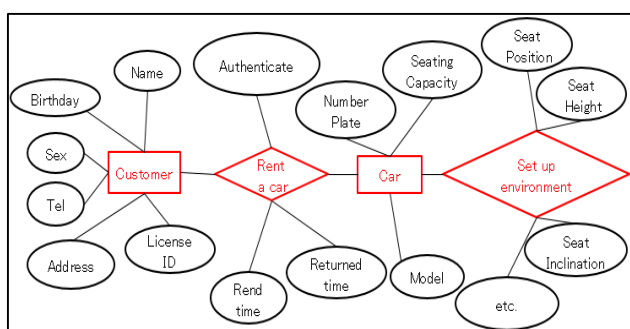 Name
Birthday
Sex
Tel
Address
License
ID
Customer
Authenticate
Rent
a car
Rend
time
Returned
time
Number
Plate
Seating
Capacity
Car
Model
Seat
Position
Seat
Height
Set up
environment
Seat
Inclination
etc.